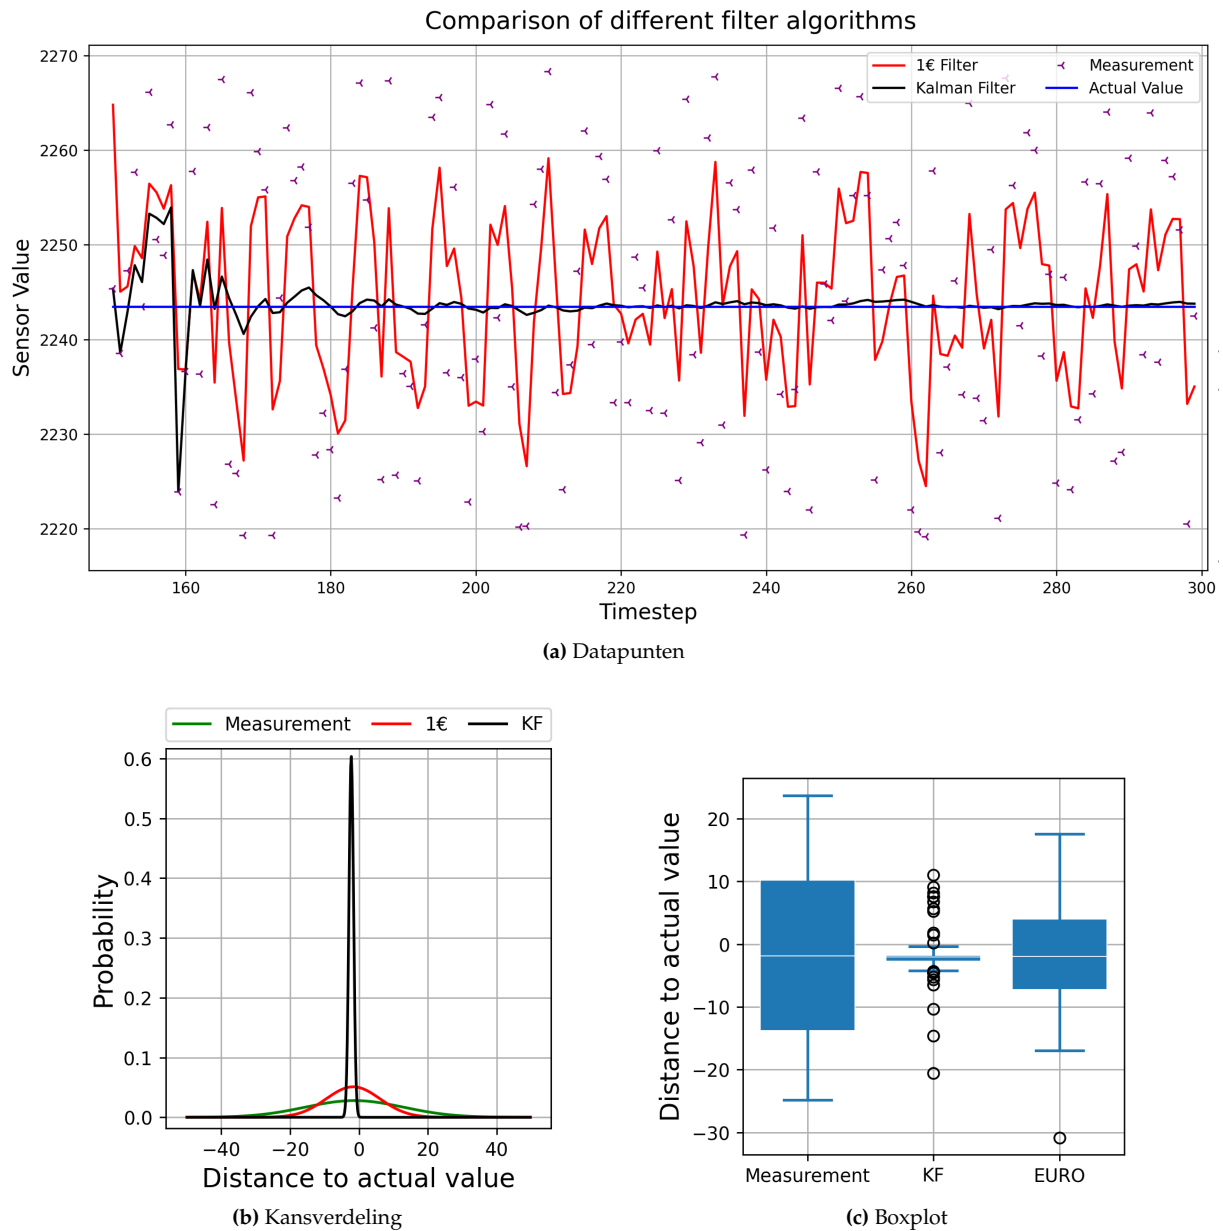 Comparison of different filter algorithms
2270
2260
2250
2240
2230
2220
Sensor Value
1€ Filter
Kalman Filter
Measurement
Actual Value
160
180
200
220
240
260
280
300
Timestep
(a) Datapunten
Measurement
1€
KF
0.6
0.5
0.4
0.3
0.2
0.1
0.0
Probability
−40
−20
0
20
40
Distance to actual value
(b) Kansverdeling
20
10
0
−10
−20
−30
Distance to actual value
Measurement
KF
EURO
(c) Boxplot